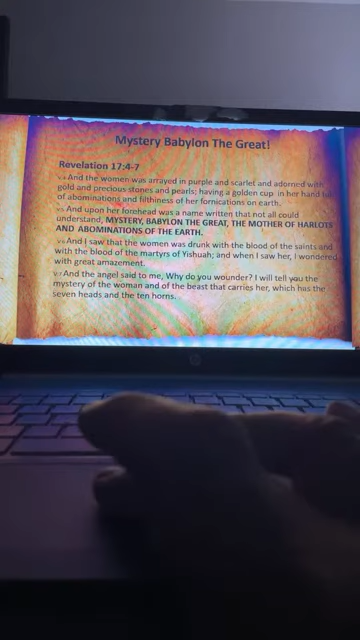 Mystery Babylon The Great!
Revelation 17:4-7
v.4 And the women was arrayed in purple and scarlet and adorned with
gold and precious stones and pearls; having a golden cup in her hand
of abominations and filthiness of her fornications on earth.
v.5 And upon her forehead was a name written that not all could
understand, MYSTERY, BABYLON THE GREAT, THE MOTHER OF HARLOTS
AND ABOMINATIONS OF THE EARTH.
v.6 And I saw that the women was drunk with the blood of the saints and
with the blood of the martyrs of Yishuah; and when I saw her, I wondered
with great amazement.
v.7 And the angel said to me, Why do you wounder? I will tell you the
mystery of the woman and of the beast that carries her, which has the
seven heads and the ten horns.